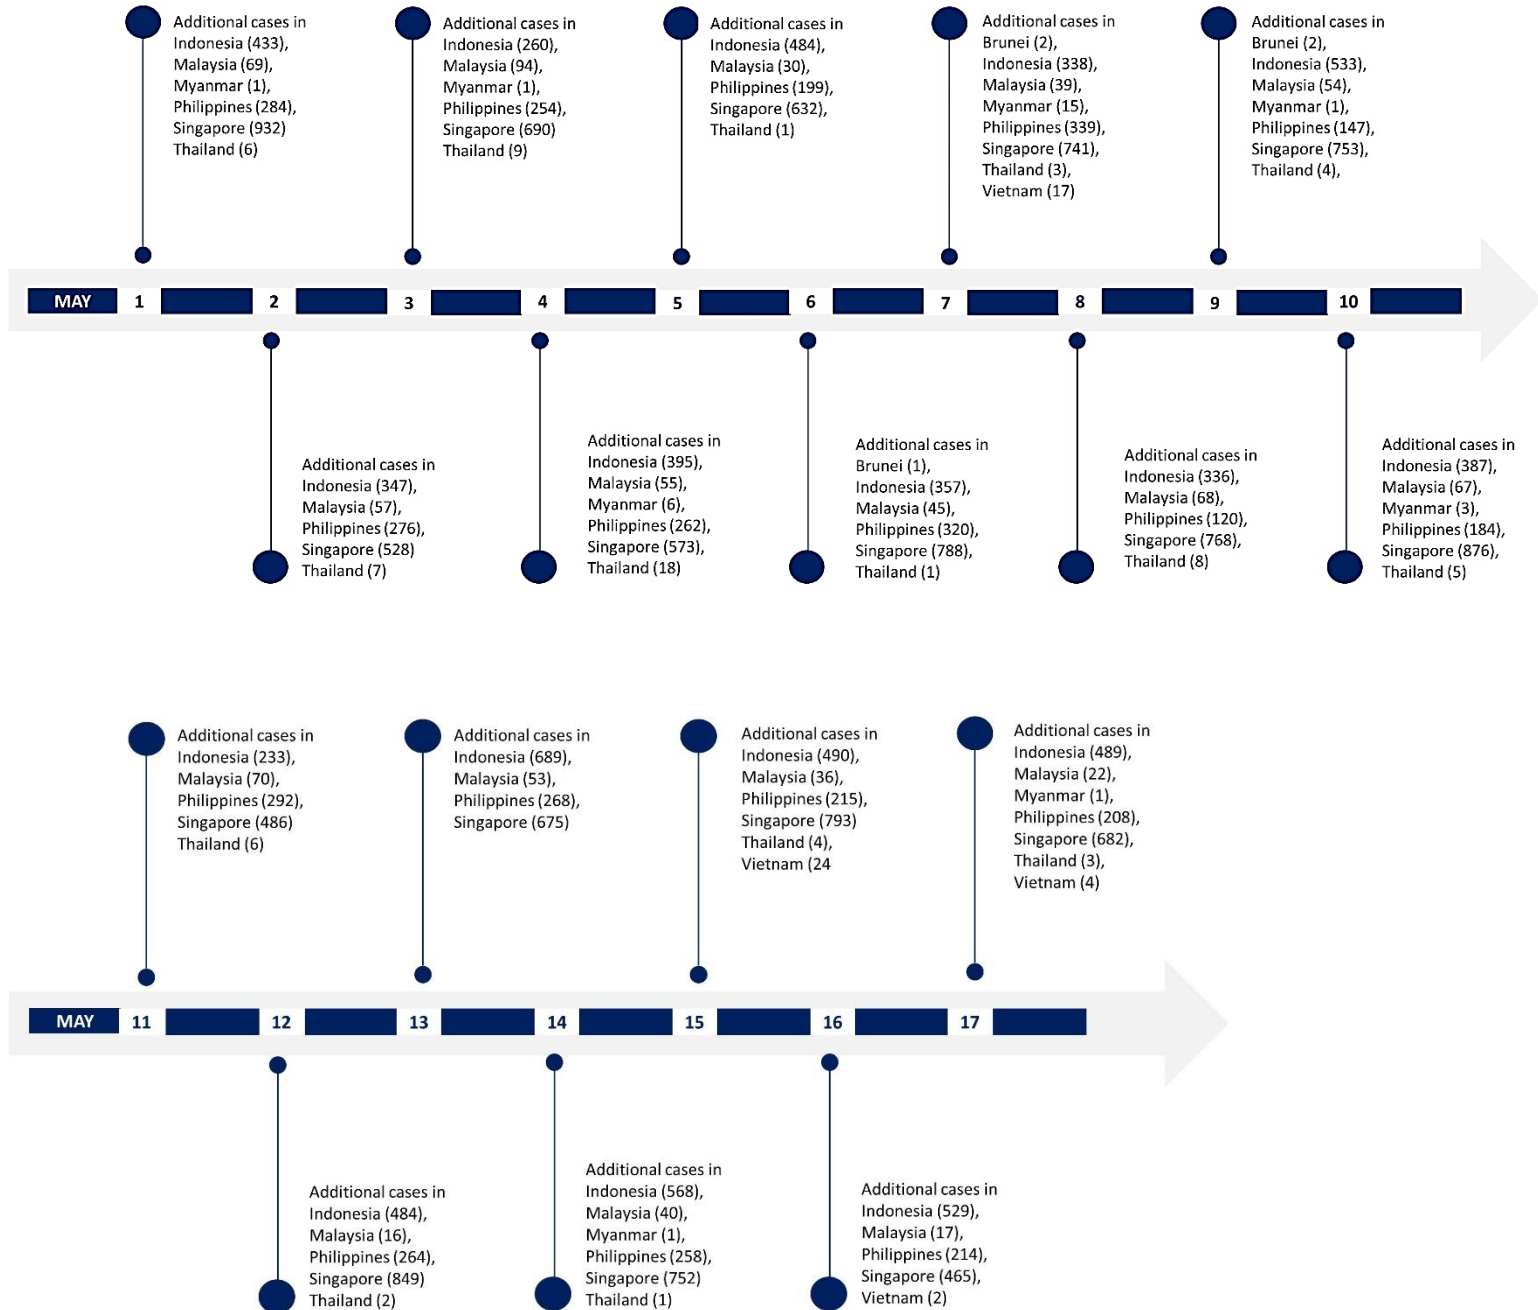 Additional cases in
Indonesia (433),
Malaysia (69),
Myanmar (1),
Philippines (284),
Singapore (932)
Thailand (6)
Additional cases in
Indonesia (260),
Malaysia (94),
Myanmar (1),
Philippines (254),
Singapore (690)
Thailand (9)
Additional cases in
Indonesia (484),
Malaysia (30),
Philippines (199),
Singapore (632),
Thailand (1)
Additional cases in
Brunei (2),
Indonesia (338),
Malaysia (39),
Myanmar (15),
Philippines (339),
Singapore (741),
Thailand (3),
Vietnam (17)
Additional cases in
Brunei (2),
Indonesia (533),
Malaysia (54),
Myanmar (1),
Philippines (147),
Singapore (753),
Thailand (4),
MAY 1 2 3 4 5 6 7 8 9 10
Additional cases in
Indonesia (347),
Malaysia (57),
Philippines (276),
Singapore (528)
Thailand (7)
Additional cases in
Indonesia (395),
Malaysia (55),
Myanmar (6),
Philippines (262),
Singapore (573),
Thailand (18)
Additional cases in
Brunei (1),
Indonesia (357),
Malaysia (45),
Philippines (320),
Singapore (788),
Thailand (1)
Additional cases in
Indonesia (336),
Malaysia (68),
Philippines (120),
Singapore (768),
Thailand (8)
Additional cases in
Indonesia (387),
Malaysia (67),
Myanmar (3),
Philippines (184),
Singapore (876),
Thailand (5)
Additional cases in
Indonesia (233),
Malaysia (70),
Philippines (292),
Singapore (486)
Thailand (6)
Additional cases in
Indonesia (689),
Malaysia (53),
Philippines (268),
Singapore (675)
Additional cases in
Indonesia (490),
Malaysia (36),
Philippines (215),
Singapore (793)
Thailand (4),
Vietnam (24
Additional cases in
Indonesia (489),
Malaysia (22),
Myanmar (1),
Philippines (208),
Singapore (682),
Thailand (3),
Vietnam (4)
MAY 11 12 13 14 15 16 17
Additional cases in
Indonesia (484),
Malaysia (16),
Philippines (264),
Singapore (849)
Thailand (2)
Additional cases in
Indonesia (568),
Malaysia (40),
Myanmar (1),
Philippines (258),
Singapore (752)
Thailand (1)
Additional cases in
Indonesia (529),
Malaysia (17),
Philippines (214),
Singapore (465),
Vietnam (2)